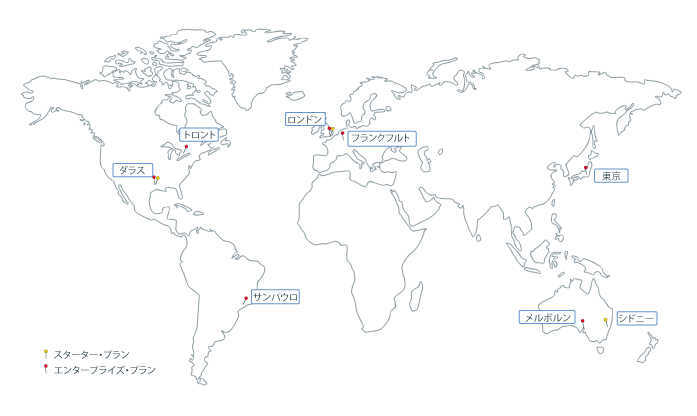 ロンドン
トロント
フランクフルト
ダラス
東京
サンパウロ
メルボルン
シドニー
スターター・プラン
エンタープライズ・プラン